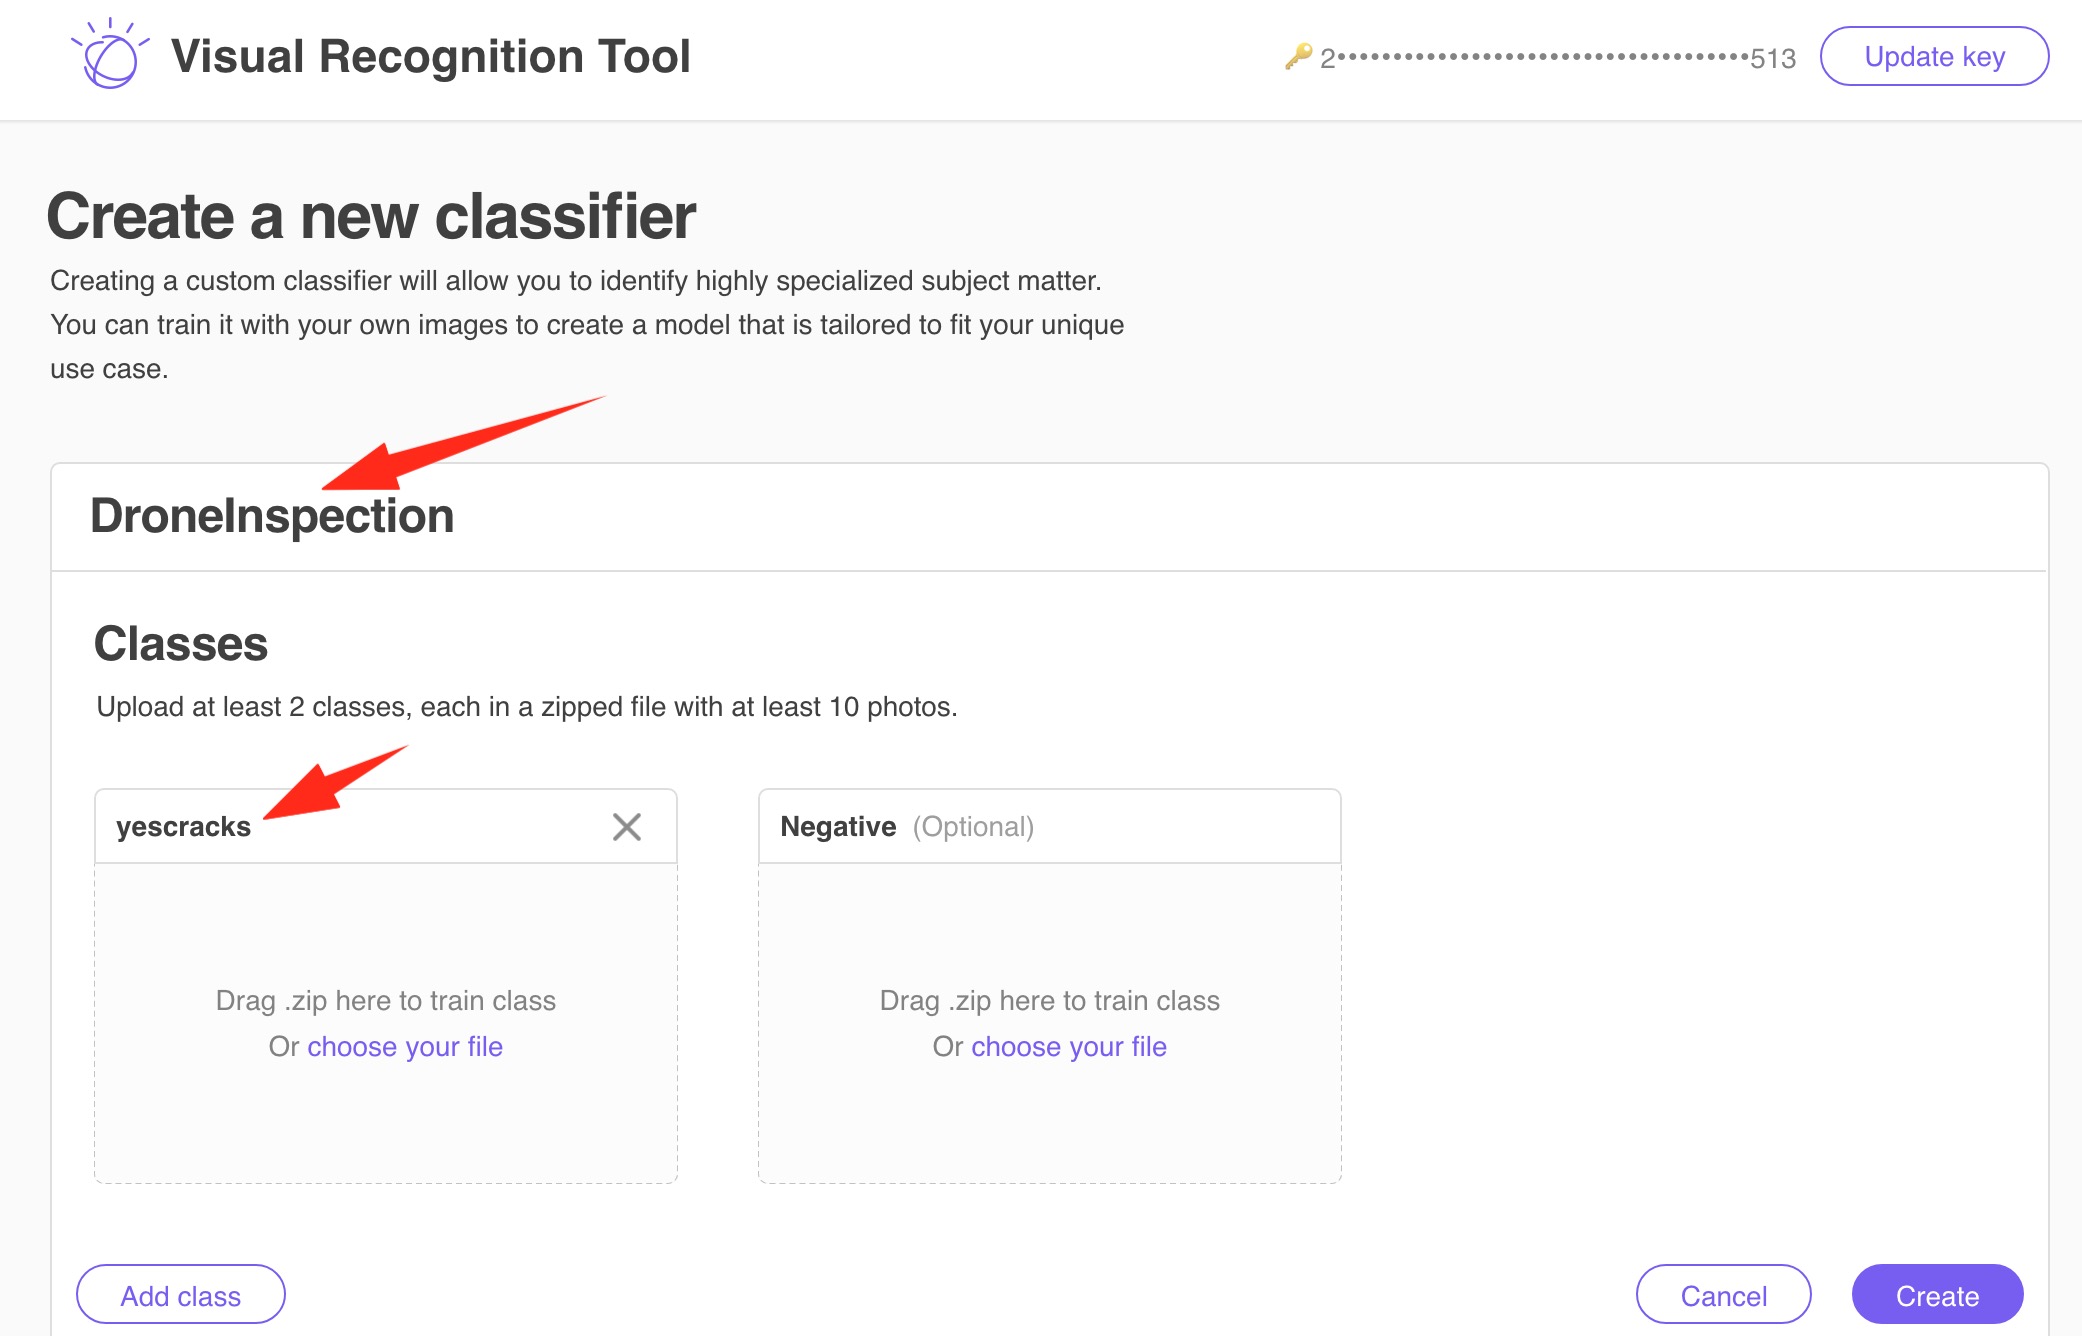 Visual Recognition Tool
2•••••••••••••••••••••••••••••••••••••513
Update key
Create a new classifier
Creating a custom classifier will allow you to identify highly specialized subject matter.
You can train it with your own images to create a model that is tailored to fit your unique
use case.
DroneInspection
Classes
Upload at least 2 classes, each in a zipped file with at least 10 photos.
yescracks
Negative (Optional)
Drag .zip here to train class
Or choose your file
Drag .zip here to train class
Or choose your file
Add class
Cancel
Create